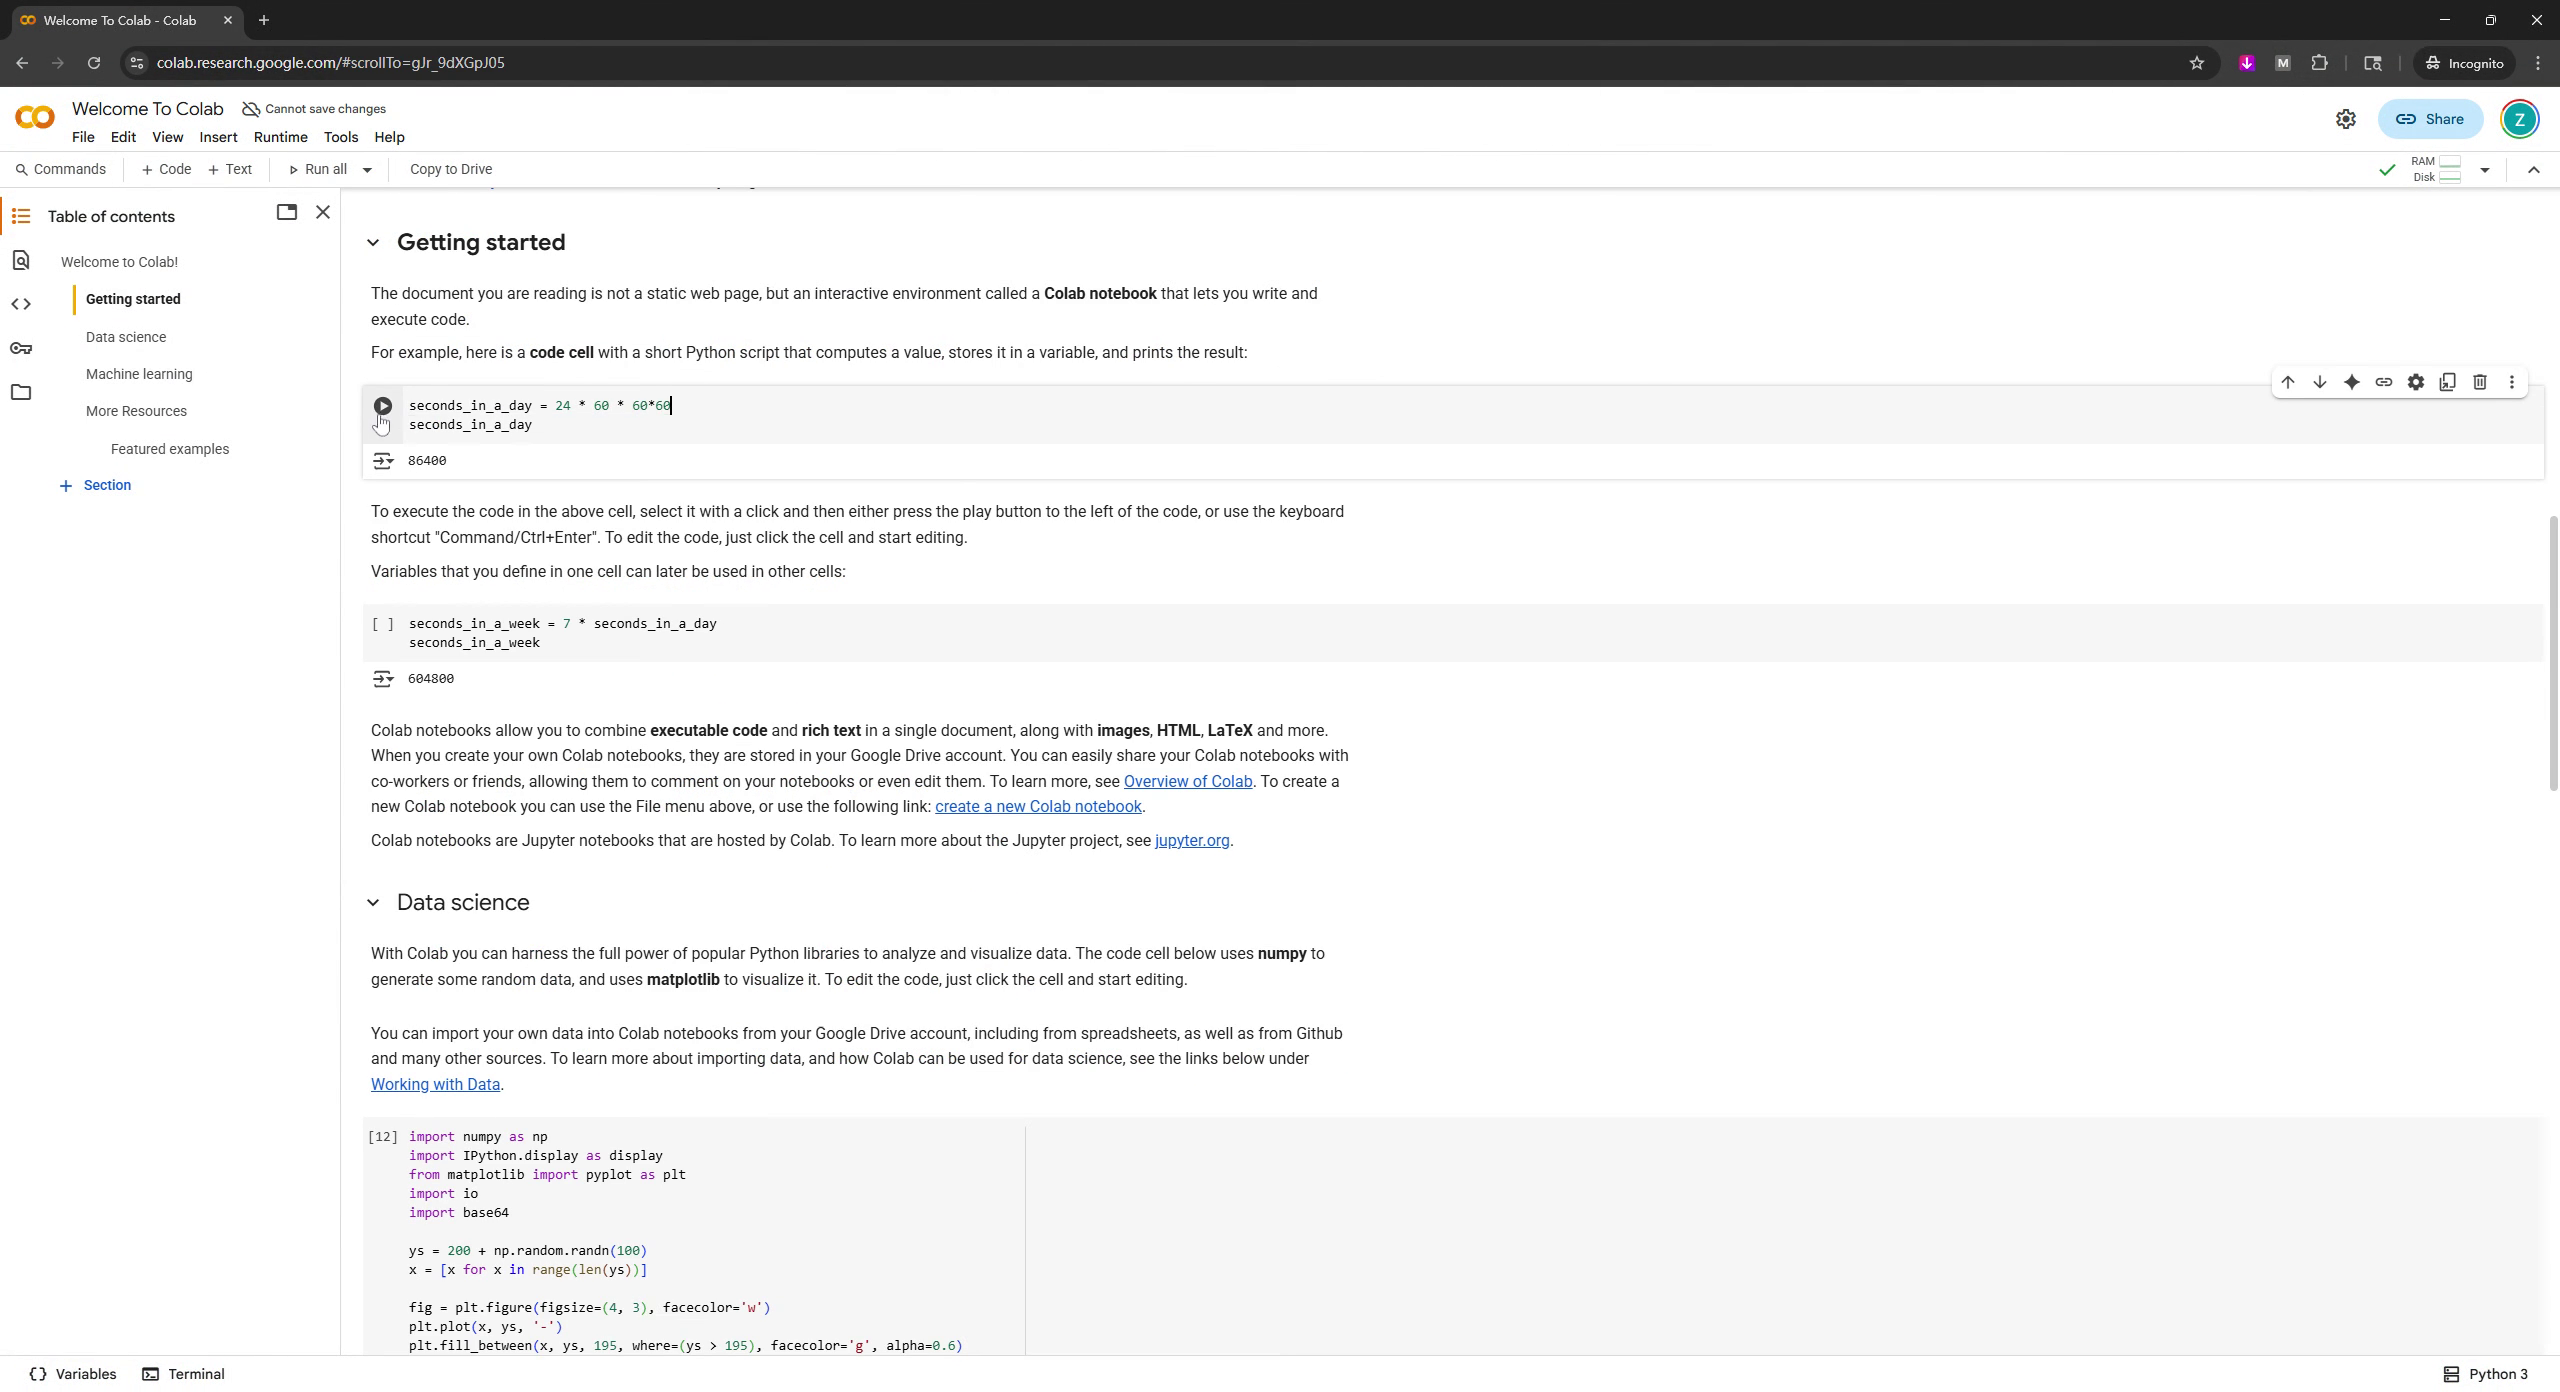 Welcome To Colab - Colab
colab.research.google.com/#scrollTo=gJr_9dXGpJ05
M
Incognito
Welcome To Colab
Cannot save changes
File Edit View Insert Runtime Tools Help
Share
Z
Commands
+ Code + Text
Run all
Copy to Drive
RAM
Disk
Table of contents
Welcome to Colab!
Getting started
Data science
Machine learning
More Resources
Featured examples
+ Section
Getting started
The document you are reading is not a static web page, but an interactive environment called a Colab notebook that lets you write and
execute code.
For example, here is a code cell with a short Python script that computes a value, stores it in a variable, and prints the result:
seconds_in_a_day = 24 * 60 * 60*60
seconds_in_a_day
86400
To execute the code in the above cell, select it with a click and then either press the play button to the left of the code, or use the keyboard
shortcut "Command/Ctrl+Enter". To edit the code, just click the cell and start editing.
Variables that you define in one cell can later be used in other cells:
[ ] seconds_in_a_week = 7 * seconds_in_a_day
seconds_in_a_week
604800
Colab notebooks allow you to combine executable code and rich text in a single document, along with images, HTML, LaTeX and more.
When you create your own Colab notebooks, they are stored in your Google Drive account. You can easily share your Colab notebooks with
co-workers or friends, allowing them to comment on your notebooks or even edit them. To learn more, see Overview of Colab. To create a
new Colab notebook you can use the File menu above, or use the following link: create a new Colab notebook.
Colab notebooks are Jupyter notebooks that are hosted by Colab. To learn more about the Jupyter project, see jupyter.org.
Data science
With Colab you can harness the full power of popular Python libraries to analyze and visualize data. The code cell below uses numpy to
generate some random data, and uses matplotlib to visualize it. To edit the code, just click the cell and start editing.
You can import your own data into Colab notebooks from your Google Drive account, including from spreadsheets, as well as from Github
and many other sources. To learn more about importing data, and how Colab can be used for data science, see the links below under
Working with Data.
[12] import numpy as np
import IPython.display as display
from matplotlib import pyplot as plt
import io
import base64
ys = 200 + np.random.randn(100)
x = [x for x in range(len(ys))]
fig = plt.figure(figsize=(4, 3), facecolor='w')
plt.plot(x, ys, '-')
plt.fill_between(x, ys, 195, where=(ys > 195), facecolor='g', alpha=0.6)
{} Variables
Terminal
Python 3